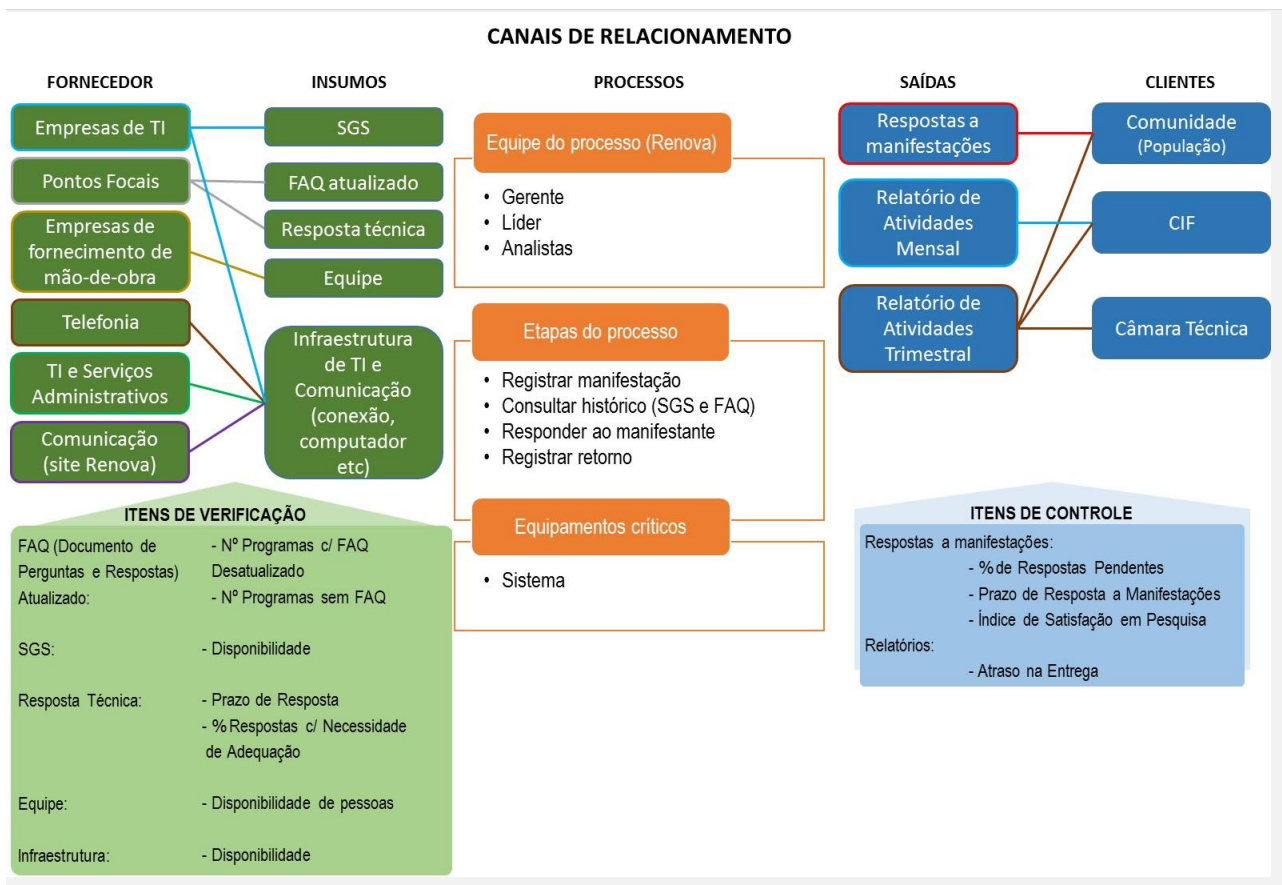 CANAIS DE RELACIONAMENTO
FORNECEDOR
INSUMOS
PROCESSOS
SAÍDAS
CLIENTES
Empresas de TI
Pontos Focais
Empresas de
fornecimento de
mão-de-obra
Telefonia
TI e Serviços
Administrativos
Comunicação
(site Renova)
SGS
FAQ atualizado
Resposta técnica
Equipe
Infraestrutura
de TI e
Comunicação
(conexão,
computador
etc)
Equipe do processo (Renova)
• Gerente
• Líder
• Analistas
Etapas do processo
• Registrar manifestação
• Consultar histórico (SGS e FAQ)
• Responder ao manifestante
• Registrar retorno
Equipamentos críticos
• Sistema
Respostas a
manifestações
Relatório de
Atividades
Mensal
Relatório de
Atividades
Trimestral
Comunidade
(População)
CIF
Câmara Técnica
ITENS DE VERIFICAÇÃO
FAQ (Documento de - Nº Programas c/ FAQ
Perguntas e Respostas) Desatualizado
Atualizado: - Nº Programas sem FAQ
SGS: - Disponibilidade
Resposta Técnica: - Prazo de Resposta
- % Respostas c/ Necessidade
de Adequação
Equipe: - Disponibilidade de pessoas
Infraestrutura: - Disponibilidade
ITENS DE CONTROLE
Respostas a manifestações:
- % de Respostas Pendentes
- Prazo de Resposta a Manifestações
- Índice de Satisfação em Pesquisa
Relatórios:
- Atraso na Entrega